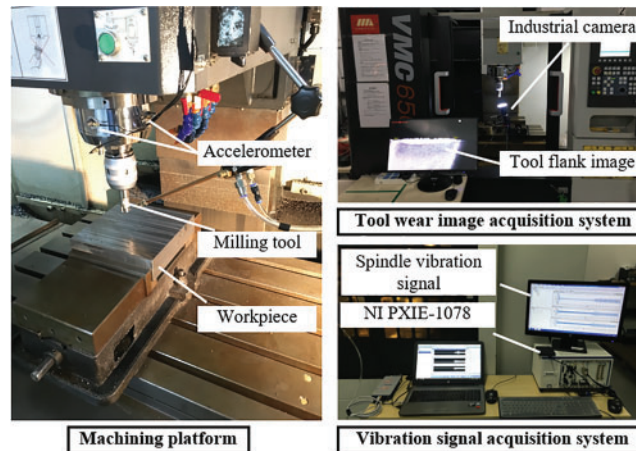 Accelerometer
Milling tool
Workpiece
Machining platform
VMC 65
Industrial camera
Tool flank image
Tool wear image acquisition system
Spindle vibration
signal
NI PXIE-1078
Vibration signal acquisition system